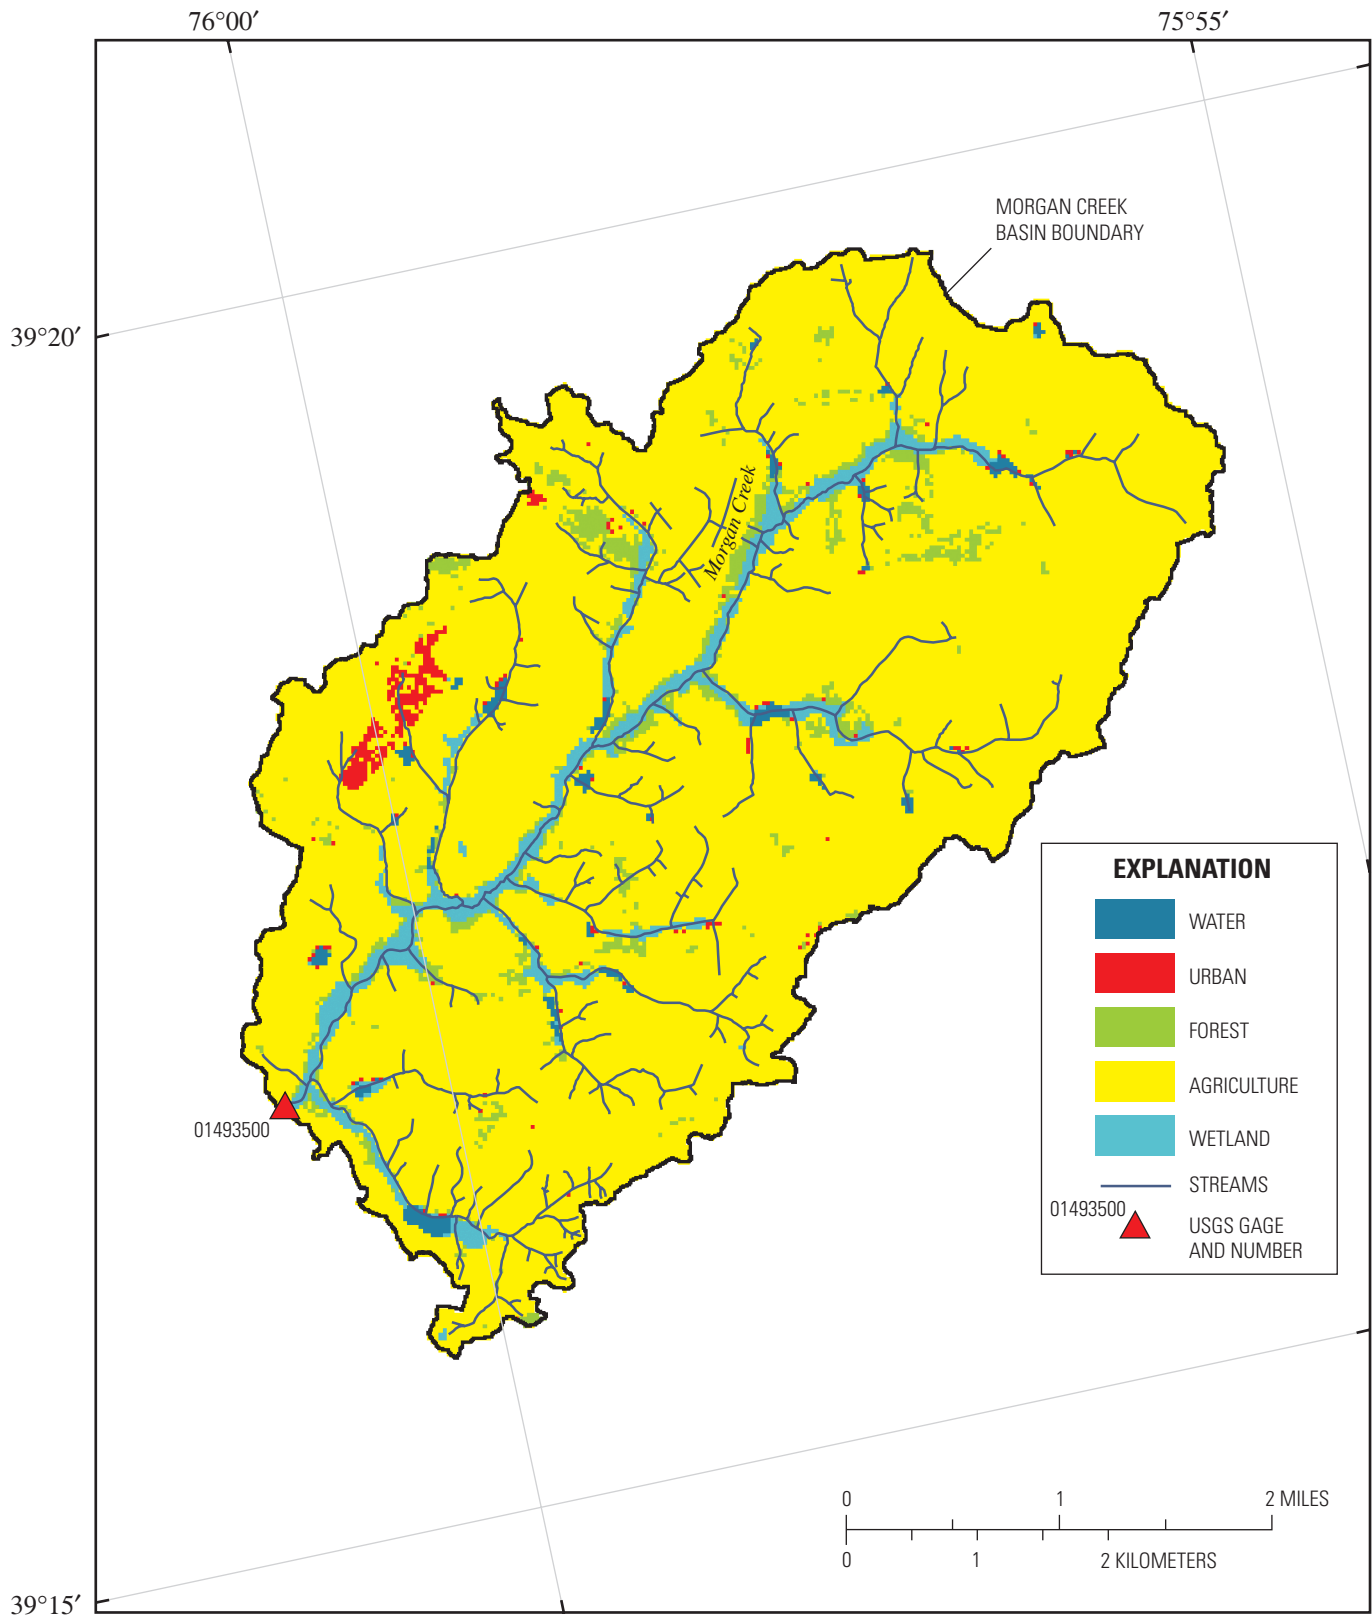 76°00′
75°55′
MORGAN CREEK
BASIN BOUNDARY
39°20′
Morgan Creek
EXPLANATION
WATER
URBAN
FOREST
AGRICULTURE
WETLAND
STREAMS
01493500
USGS GAGE
AND NUMBER
01493500
0 1 2 MILES
0 1 2 KILOMETERS
39°15′